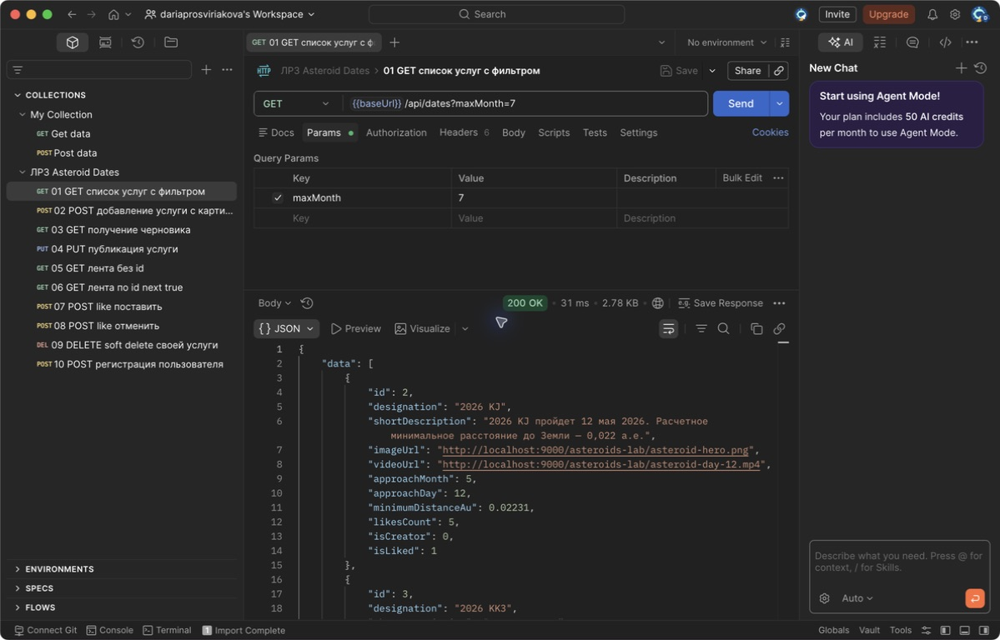 dariaprosviriakova's Workspace
Search
Invite
Upgrade
GET 01 GET список услуг с ф
No environment
AI
COLLECTIONS
My Collection
GET Get data
POST Post data
ЛР3 Asteroid Dates
GET 01 GET список услуг с фильтром
POST 02 POST добавление услуги с карти...
GET 03 GET получение черновика
PUT 04 PUT публикация услуги
GET 05 GET лента без id
GET 06 GET лента по id next true
POST 07 POST like поставить
POST 08 POST like отменить
DEL 09 DELETE soft delete своей услуги
POST 10 POST регистрация пользователя
ENVIRONMENTS
SPECS
FLOWS
HTTP ЛР3 Asteroid Dates 01 GET список услуг с фильтром
Save
Share
GET {{baseUrl}} /api/dates?maxMonth=7
Send
Docs Params Authorization Headers 6 Body Scripts Tests Settings Cookies
Query Params
Key Value Description Bulk Edit
maxMonth 7
Key Value Description
Body 200 OK 31 ms 2.78 KB Save Response
{} JSON Preview Visualize
1 {
2 "data": [
3 {
4 "id": 2,
5 "designation": "2026 KJ",
6 "shortDescription": "2026 KJ пройдет 12 мая 2026. Расчетное
минимальное расстояние до Земли — 0,022 а.е.",
7 "imageUrl": "http://localhost:9000/asteroids-lab/asteroid-hero.png",
8 "videoUrl": "http://localhost:9000/asteroids-lab/asteroid-day-12.mp4",
9 "approachMonth": 5,
10 "approachDay": 12,
11 "minimumDistanceAu": 0.02231,
12 "likesCount": 5,
13 "isCreator": 0,
14 "isLiked": 1
15 },
16 {
17 "id": 3,
18 "designation": "2026 KK3",
New Chat
Start using Agent Mode!
Your plan includes 50 AI credits
per month to use Agent Mode.
Describe what you need. Press @ for
context, / for Skills.
Auto
Connect Git Console Terminal 1 Import Complete
Globals Vault Tools